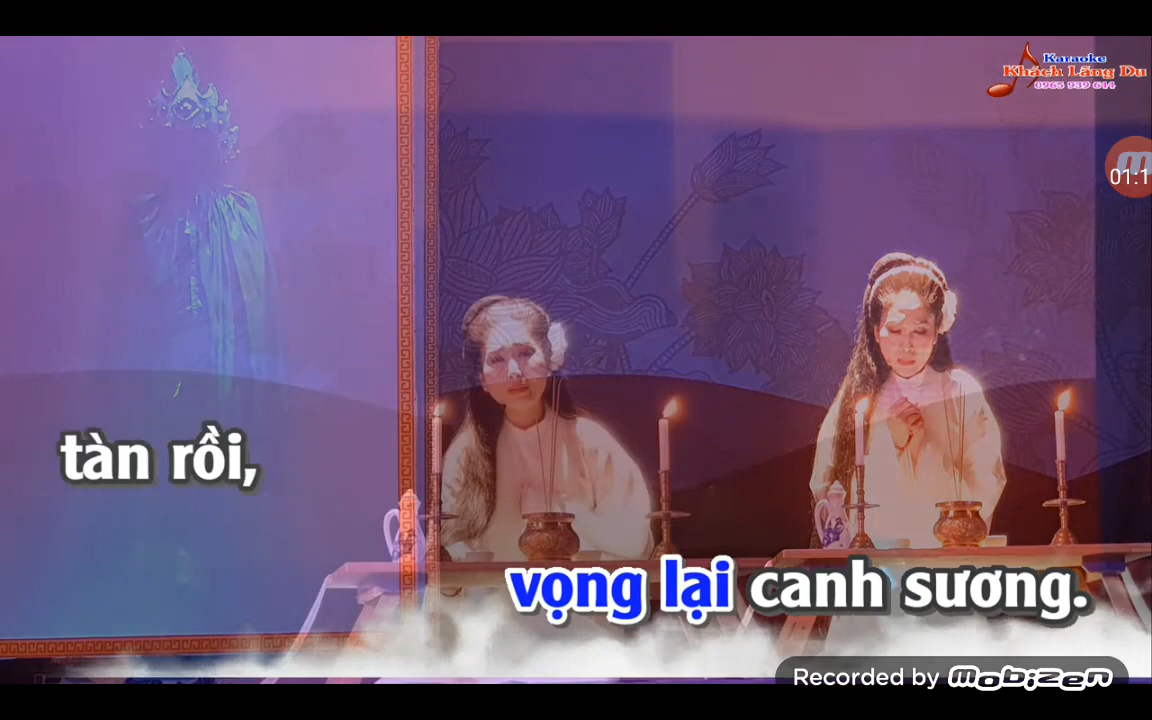 Karaoke
Khách Lãng Du
0965 939 614
01:1
tàn rồi,
vọng lại canh sương.
Recorded by mobizen